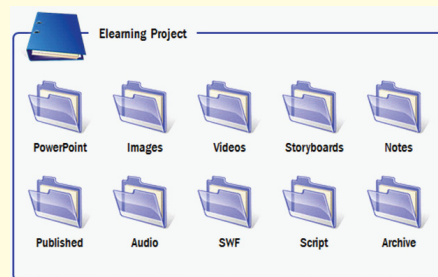 Elearning Project
PowerPoint Images Videos Storyboards Notes
Published Audio SWF Script Archive